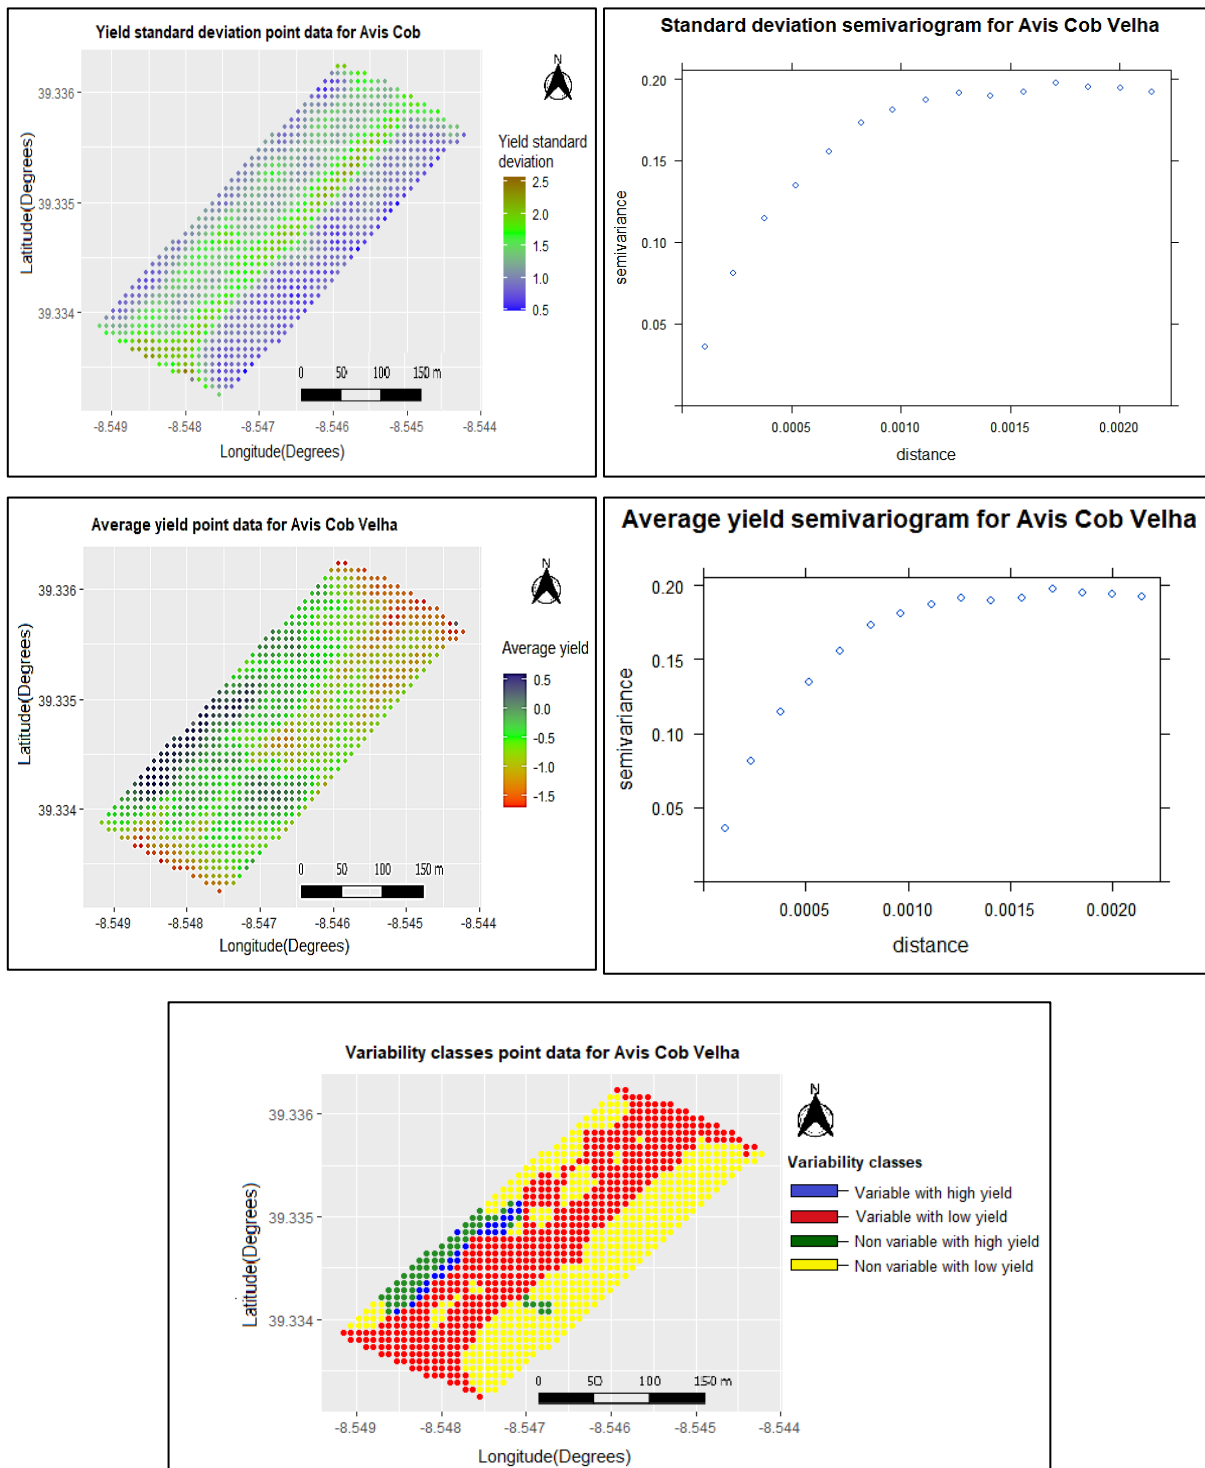 Yield standard deviation point data for Avis Cob
N
39.336
39.335
39.334
Latitude(Degrees)
Yield standard
deviation
2.5
2.0
1.5
1.0
0.5
0 50 100 150 m
-8.549 -8.548 -8.547 -8.546 -8.545 -8.544
Longitude(Degrees)
Standard deviation semivariogram for Avis Cob Velha
0.20
0.15
0.10
0.05
semivariance
0.0005 0.0010 0.0015 0.0020
distance
Average yield point data for Avis Cob Velha
N
39.336
39.335
39.334
Latitude(Degrees)
Average yield
0.5
0.0
-0.5
-1.0
-1.5
0 50 100 150 m
-8.549 -8.548 -8.547 -8.546 -8.545 -8.544
Longitude(Degrees)
Average yield semivariogram for Avis Cob Velha
0.20
0.15
0.10
0.05
semivariance
0.0005 0.0010 0.0015 0.0020
distance
Variability classes point data for Avis Cob Velha
N
39.336
39.335
39.334
Latitude(Degrees)
Variability classes
Variable with high yield
Variable with low yield
Non variable with high yield
Non variable with low yield
0 50 100 150 m
-8.549 -8.548 -8.547 -8.546 -8.545 -8.544
Longitude(Degrees)